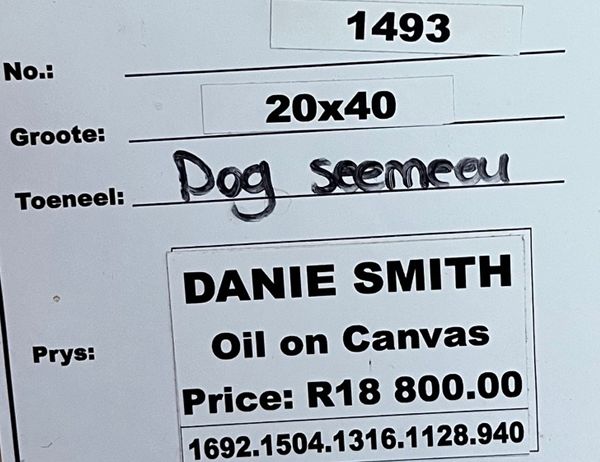 No.: 1493
Groote: 20x40
Toeneel: Dog seemeeu
DANIE SMITH
Oil on Canvas
Prys:
Price: R18 800.00
1692.1504.1316.1128.940